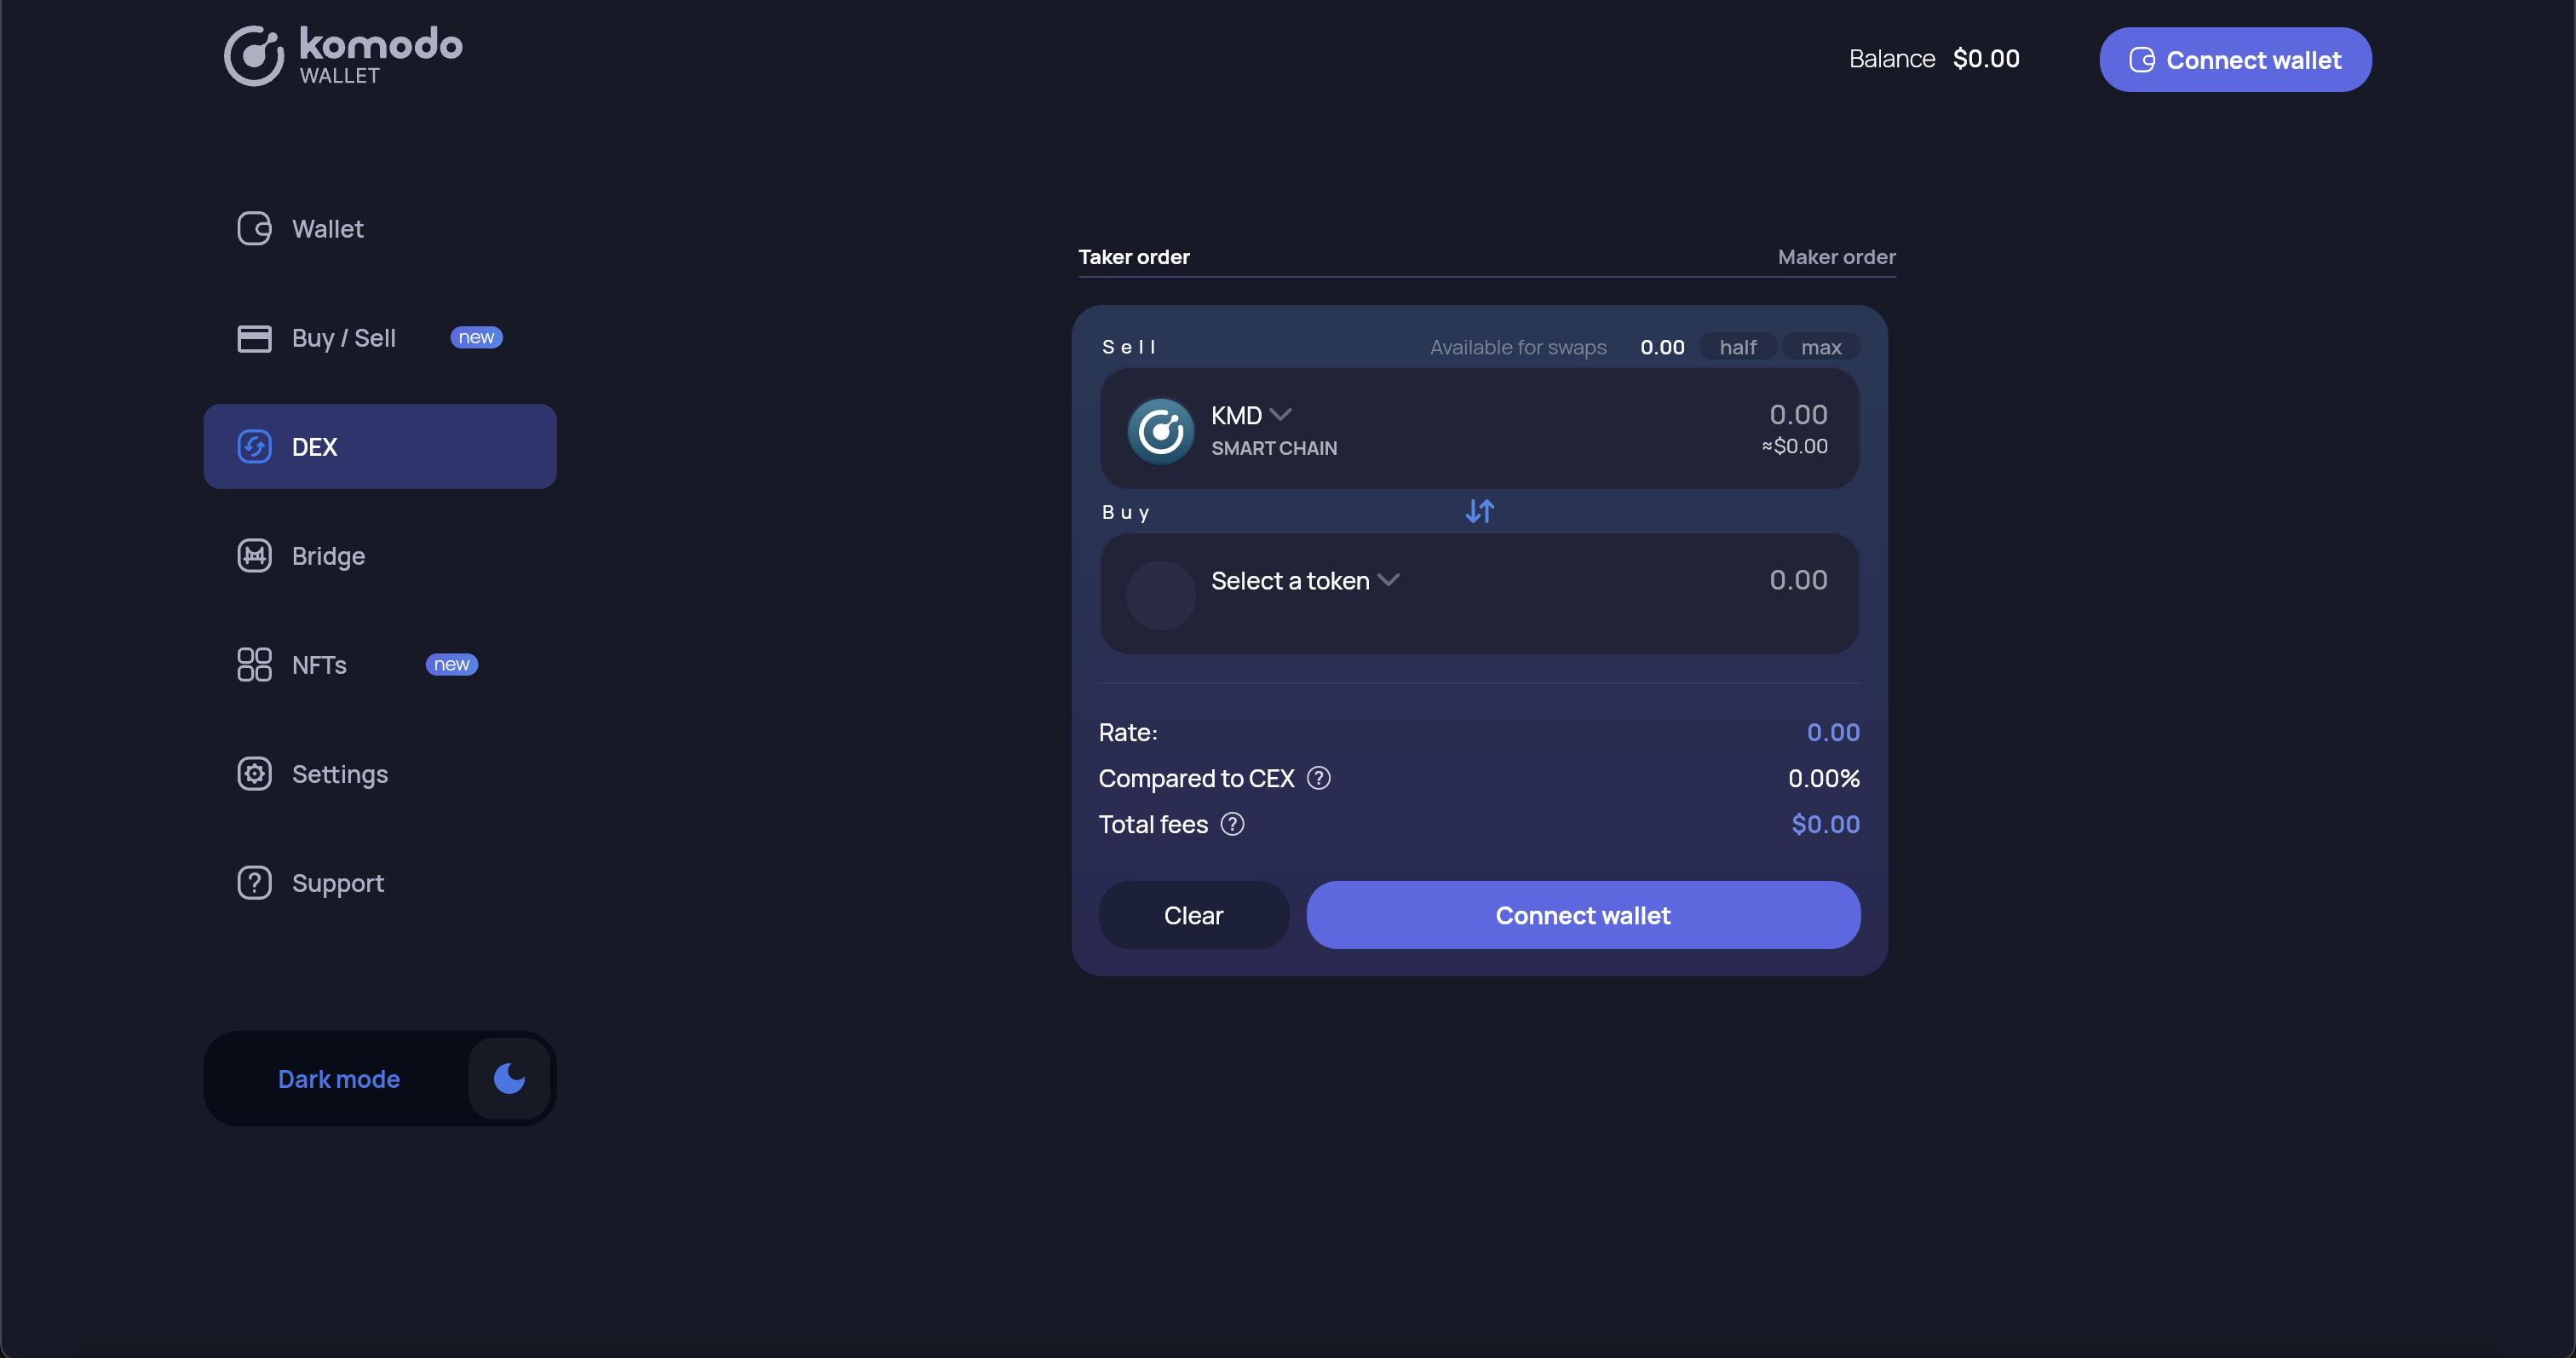 komodo
WALLET
Balance $0.00
Connect wallet
Wallet
Buy / Sell new
DEX
Bridge
NFTs new
Settings
Support
Dark mode
Taker order Maker order
Sell Available for swaps 0.00 half max
KMD 0.00
SMART CHAIN ≈$0.00
Buy
Select a token 0.00
Rate: 0.00
Compared to CEX ? 0.00%
Total fees ? $0.00
Clear Connect wallet